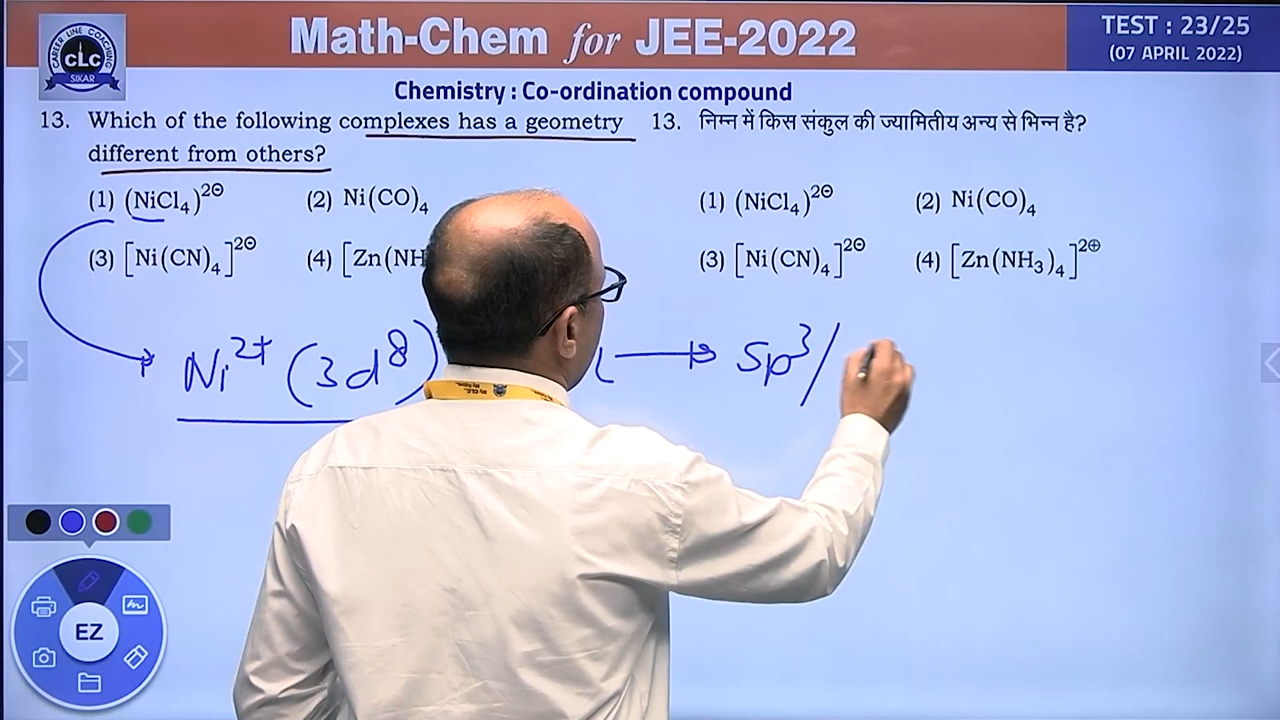 Math-Chem for JEE-2022
TEST : 23/25
(07 APRIL 2022)
CAREER LINE COACHING
CLC
SIKAR
Chemistry : Co-ordination compound
13. Which of the following complexes has a geometry
different from others?
(1) (NiCl₄)²⊖ (2) Ni(CO)₄
(3) [Ni(CN)₄]²⊖ (4) [Zn(NH
13. निम्न में किस संकुल की ज्यामितीय अन्य से भिन्न है?
(1) (NiCl₄)²⊖ (2) Ni(CO)₄
(3) [Ni(CN)₄]²⊖ (4) [Zn(NH₃)₄]²⊕
Ni²⁺ (3d⁸) → sp³/
EZ